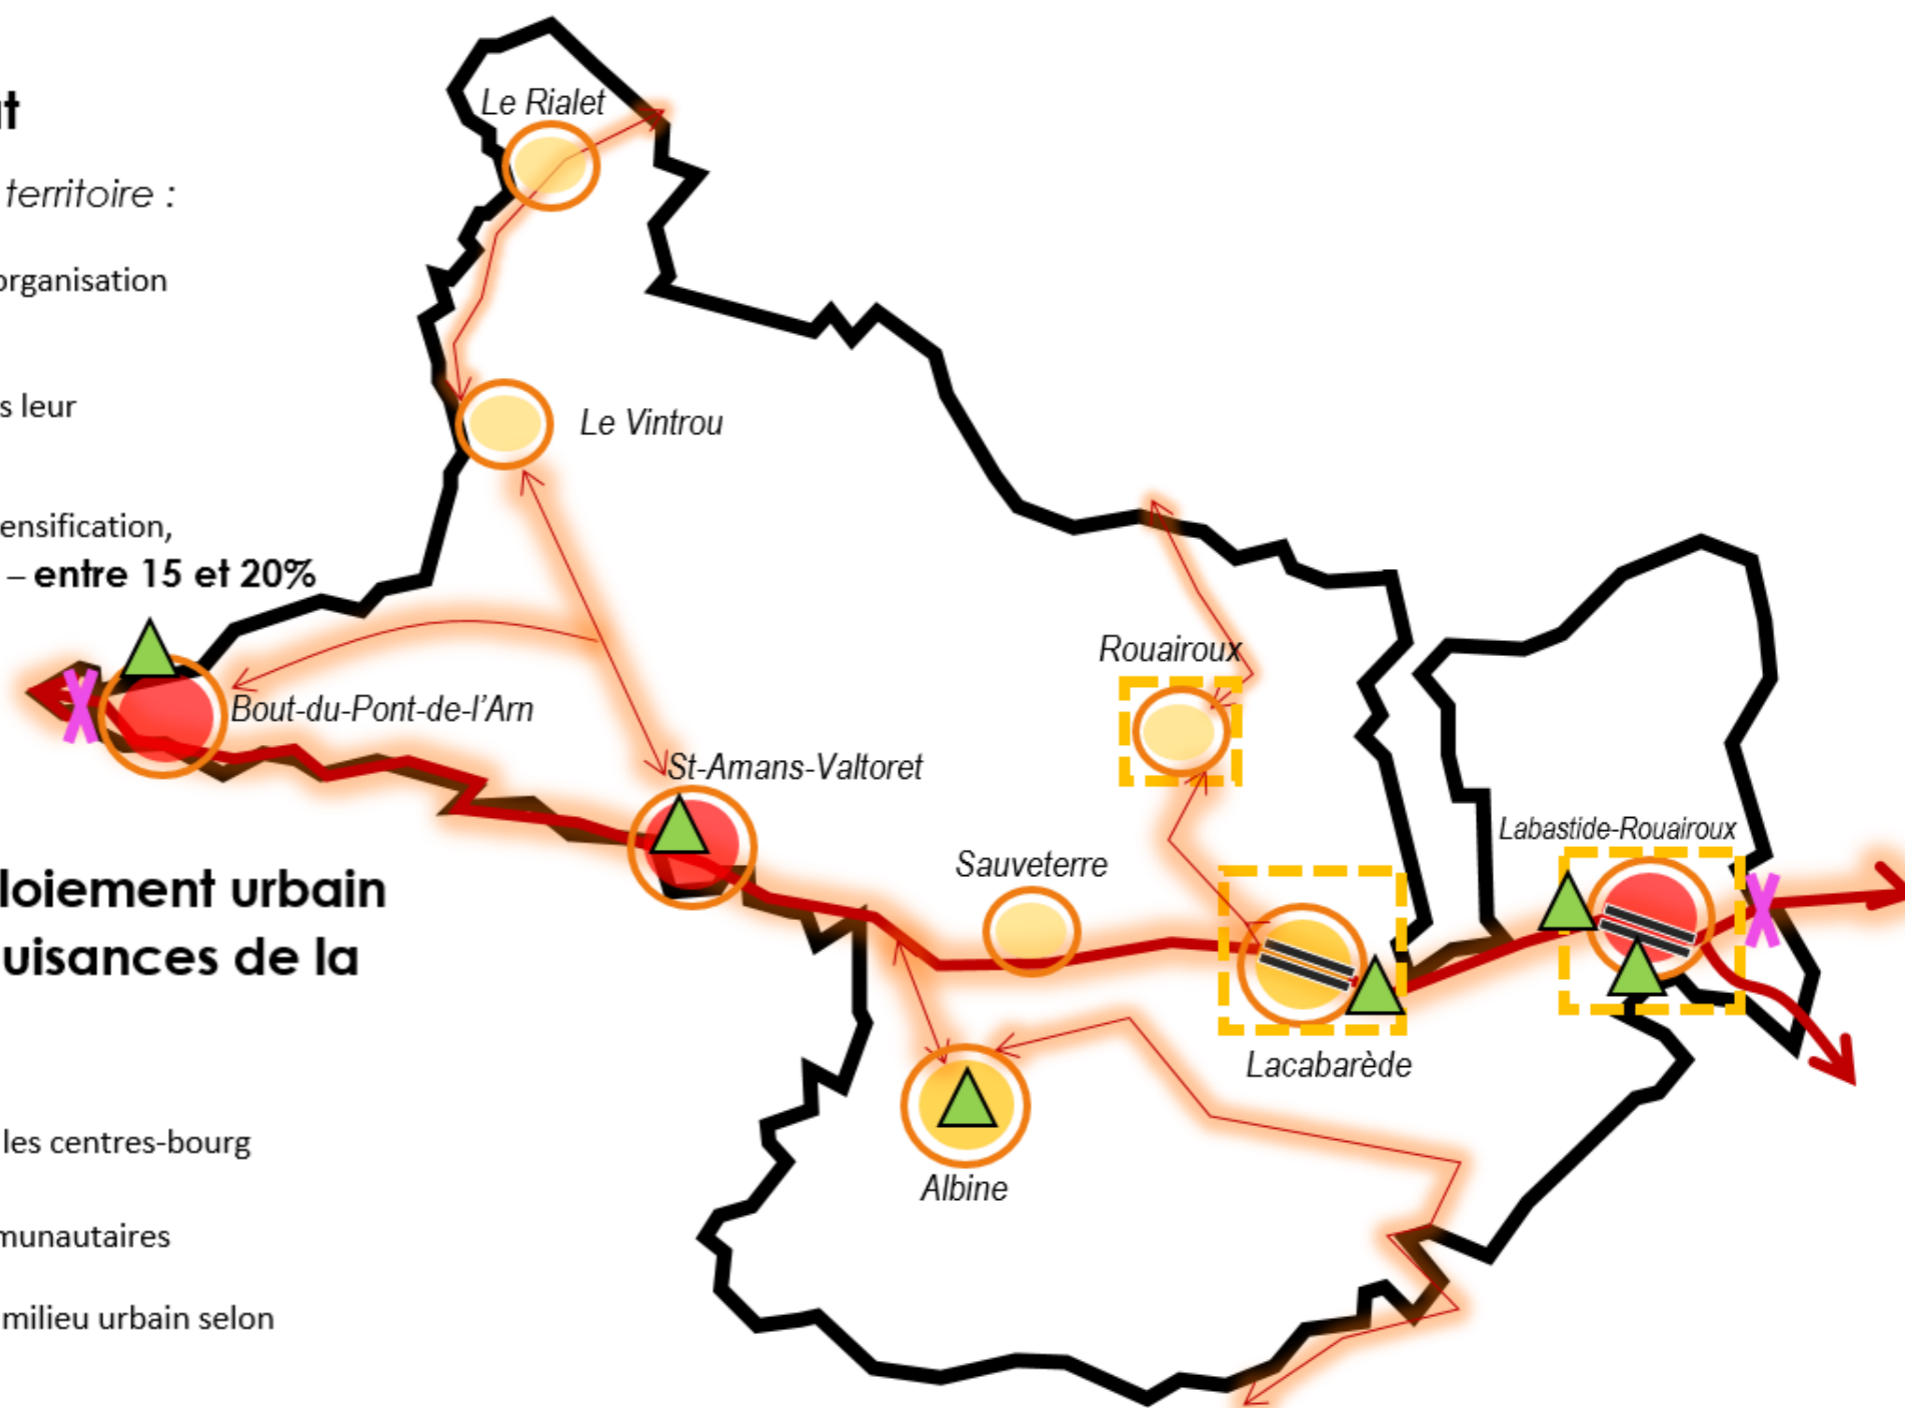 territoire :
organisation
s leur
ensification,
– entre 15 et 20%
loiement urbain
uisances de la
les centres-bourg
munautaires
milieu urbain selon
Le Rialet
Le Vintrou
Bout-du-Pont-de-l'Arn
St-Amans-Valtoret
Rouairoux
Sauveterre
Labastide-Rouairoux
Lacabarède
Albine